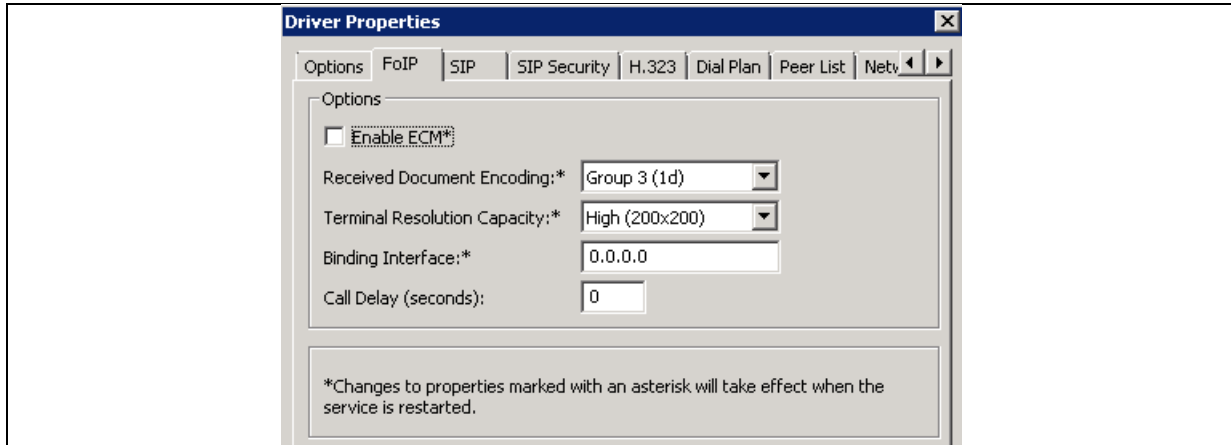 Driver Properties
Options FoIP SIP SIP Security H.323 Dial Plan Peer List Netw
Options
Enable ECM*
Received Document Encoding:* Group 3 (1d)
Terminal Resolution Capacity:* High (200x200)
Binding Interface:* 0.0.0.0
Call Delay (seconds): 0
*Changes to properties marked with an asterisk will take effect when the
service is restarted.